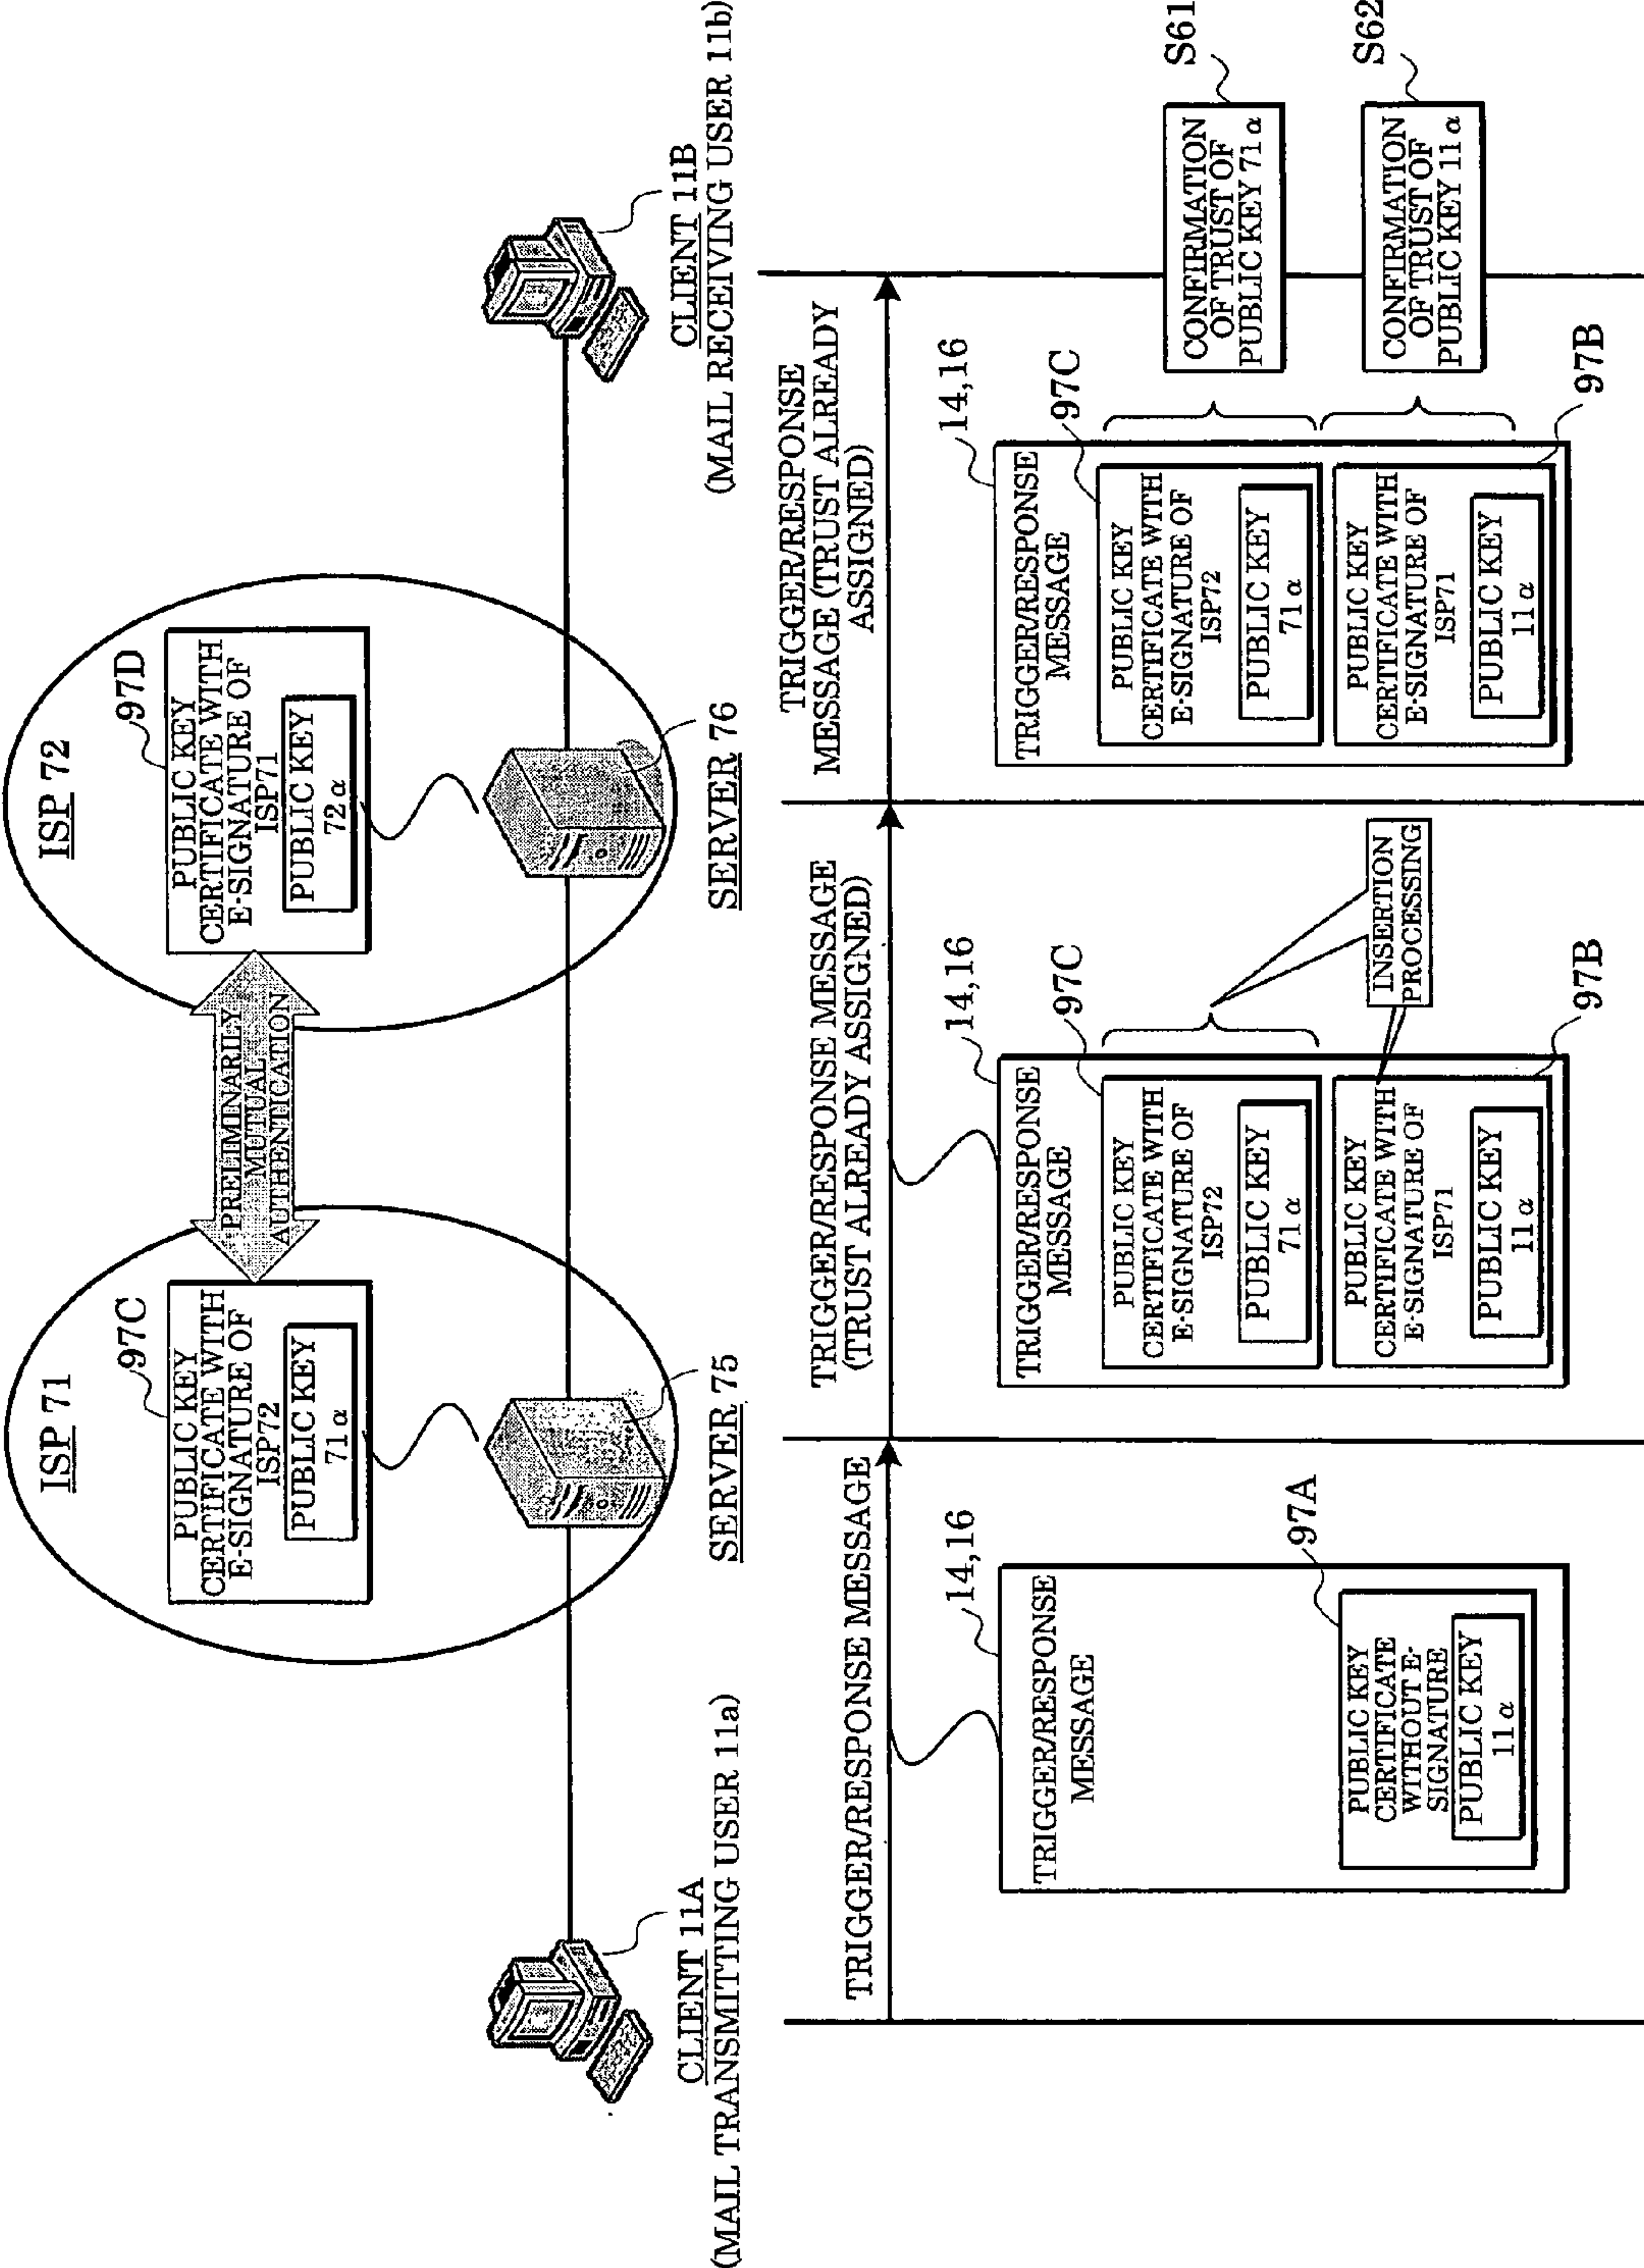 ISP 71
97C
PUBLIC KEY
CERTIFICATE WITH
E-SIGNATURE OF
ISP72
PUBLIC KEY
71α
PRELIMINARILY
MUTUAL
AUTHENTICATION
ISP 72
97D
PUBLIC KEY
CERTIFICATE WITH
E-SIGNATURE OF
ISP71
PUBLIC KEY
72α
11A
CLIENT 11A
(MAIL TRANSMITTING USER 11a)
75
SERVER 75
76
SERVER 76
11B
CLIENT 11B
(MAIL RECEIVING USER 11b)
TRIGGER/RESPONSE MESSAGE
14,16
TRIGGER/RESPONSE
MESSAGE
97A
PUBLIC KEY
CERTIFICATE
WITHOUT E-
SIGNATURE
PUBLIC KEY
11α
TRIGGER/RESPONSE MESSAGE
(TRUST ALREADY ASSIGNED)
14,16
TRIGGER/RESPONSE
MESSAGE
97C
PUBLIC KEY
CERTIFICATE WITH
E-SIGNATURE OF
ISP72
PUBLIC KEY
71α
PUBLIC KEY
CERTIFICATE WITH
E-SIGNATURE OF
ISP71
PUBLIC KEY
11α
INSERTION
PROCESSING
97B
TRIGGER/RESPONSE
MESSAGE (TRUST ALREADY
ASSIGNED)
14,16
TRIGGER/RESPONSE
MESSAGE
97C
PUBLIC KEY
CERTIFICATE WITH
E-SIGNATURE OF
ISP72
PUBLIC KEY
71α
PUBLIC KEY
CERTIFICATE WITH
E-SIGNATURE OF
ISP71
PUBLIC KEY
11α
97B
S61
CONFIRMATION
OF TRUST OF
PUBLIC KEY 71α
S62
CONFIRMATION
OF TRUST OF
PUBLIC KEY 11α